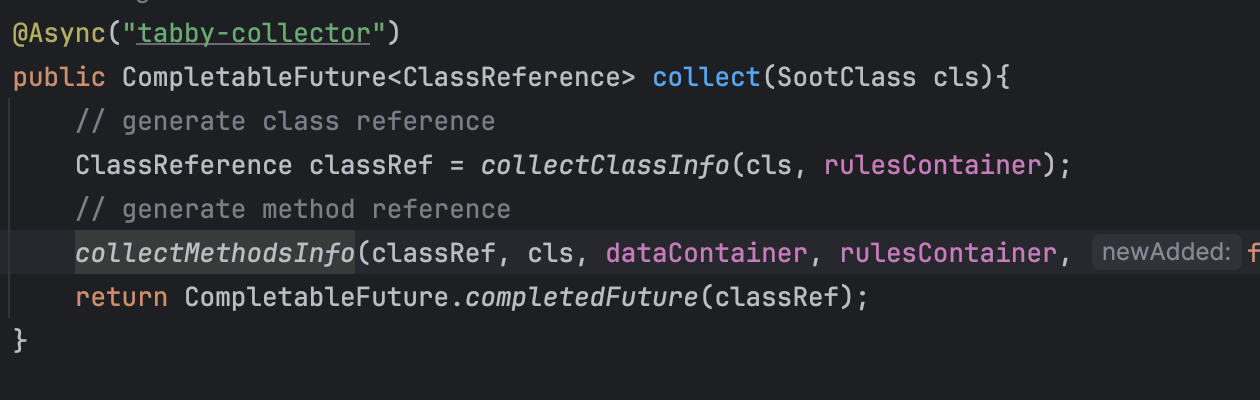 @Async("tabby-collector")
public CompletableFuture<ClassReference> collect(SootClass cls){
// generate class reference
ClassReference classRef = collectClassInfo(cls, rulesContainer);
// generate method reference
collectMethodsInfo(classRef, cls, dataContainer, rulesContainer, newAdded: f
return CompletableFuture.completedFuture(classRef);
}